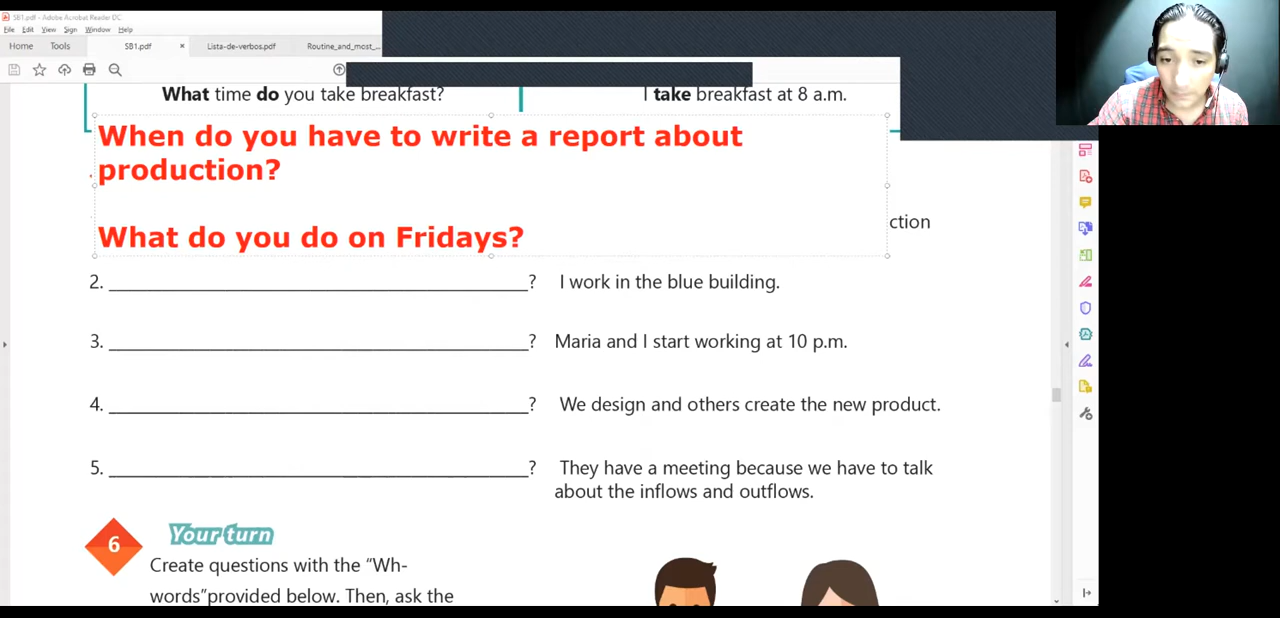 SB1.pdf - Adobe Acrobat Reader DC
File Edit View Sign Window Help
Home Tools SB1.pdf × Lista-de-verbos.pdf Routine_and_most_...
What time do you take breakfast? I take breakfast at 8 a.m.
When do you have to write a report about
production?
ction
What do you do on Fridays?
2. ? I work in the blue building.
3. ? Maria and I start working at 10 p.m.
4. ? We design and others create the new product.
5. ? They have a meeting because we have to talk
about the inflows and outflows.
6 Your turn
Create questions with the “Wh-
words”provided below. Then, ask the